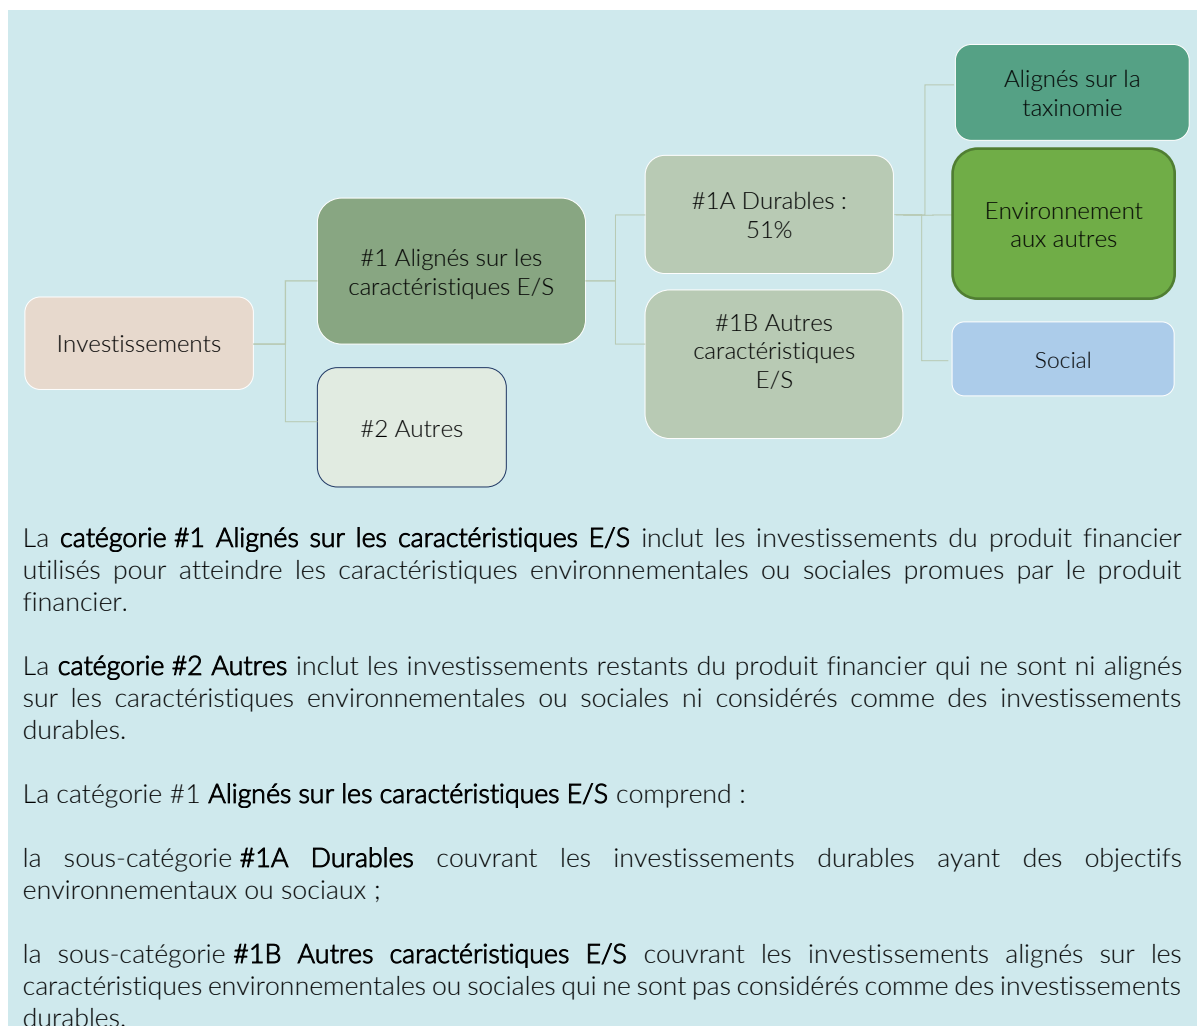 Alignés sur la
taxinomie
#1A Durables :
51%
Environnement
aux autres
#1 Alignés sur les
caractéristiques E/S
#1B Autres
caractéristiques
E/S
Investissements
Social
#2 Autres
La catégorie #1 Alignés sur les caractéristiques E/S inclut les investissements du produit financier
utilisés pour atteindre les caractéristiques environnementales ou sociales promues par le produit
financier.
La catégorie #2 Autres inclut les investissements restants du produit financier qui ne sont ni alignés
sur les caractéristiques environnementales ou sociales ni considérés comme des investissements
durables.
La catégorie #1 Alignés sur les caractéristiques E/S comprend :
la sous-catégorie #1A Durables couvrant les investissements durables ayant des objectifs
environnementaux ou sociaux ;
la sous-catégorie #1B Autres caractéristiques E/S couvrant les investissements alignés sur les
caractéristiques environnementales ou sociales qui ne sont pas considérés comme des investissements
durables.